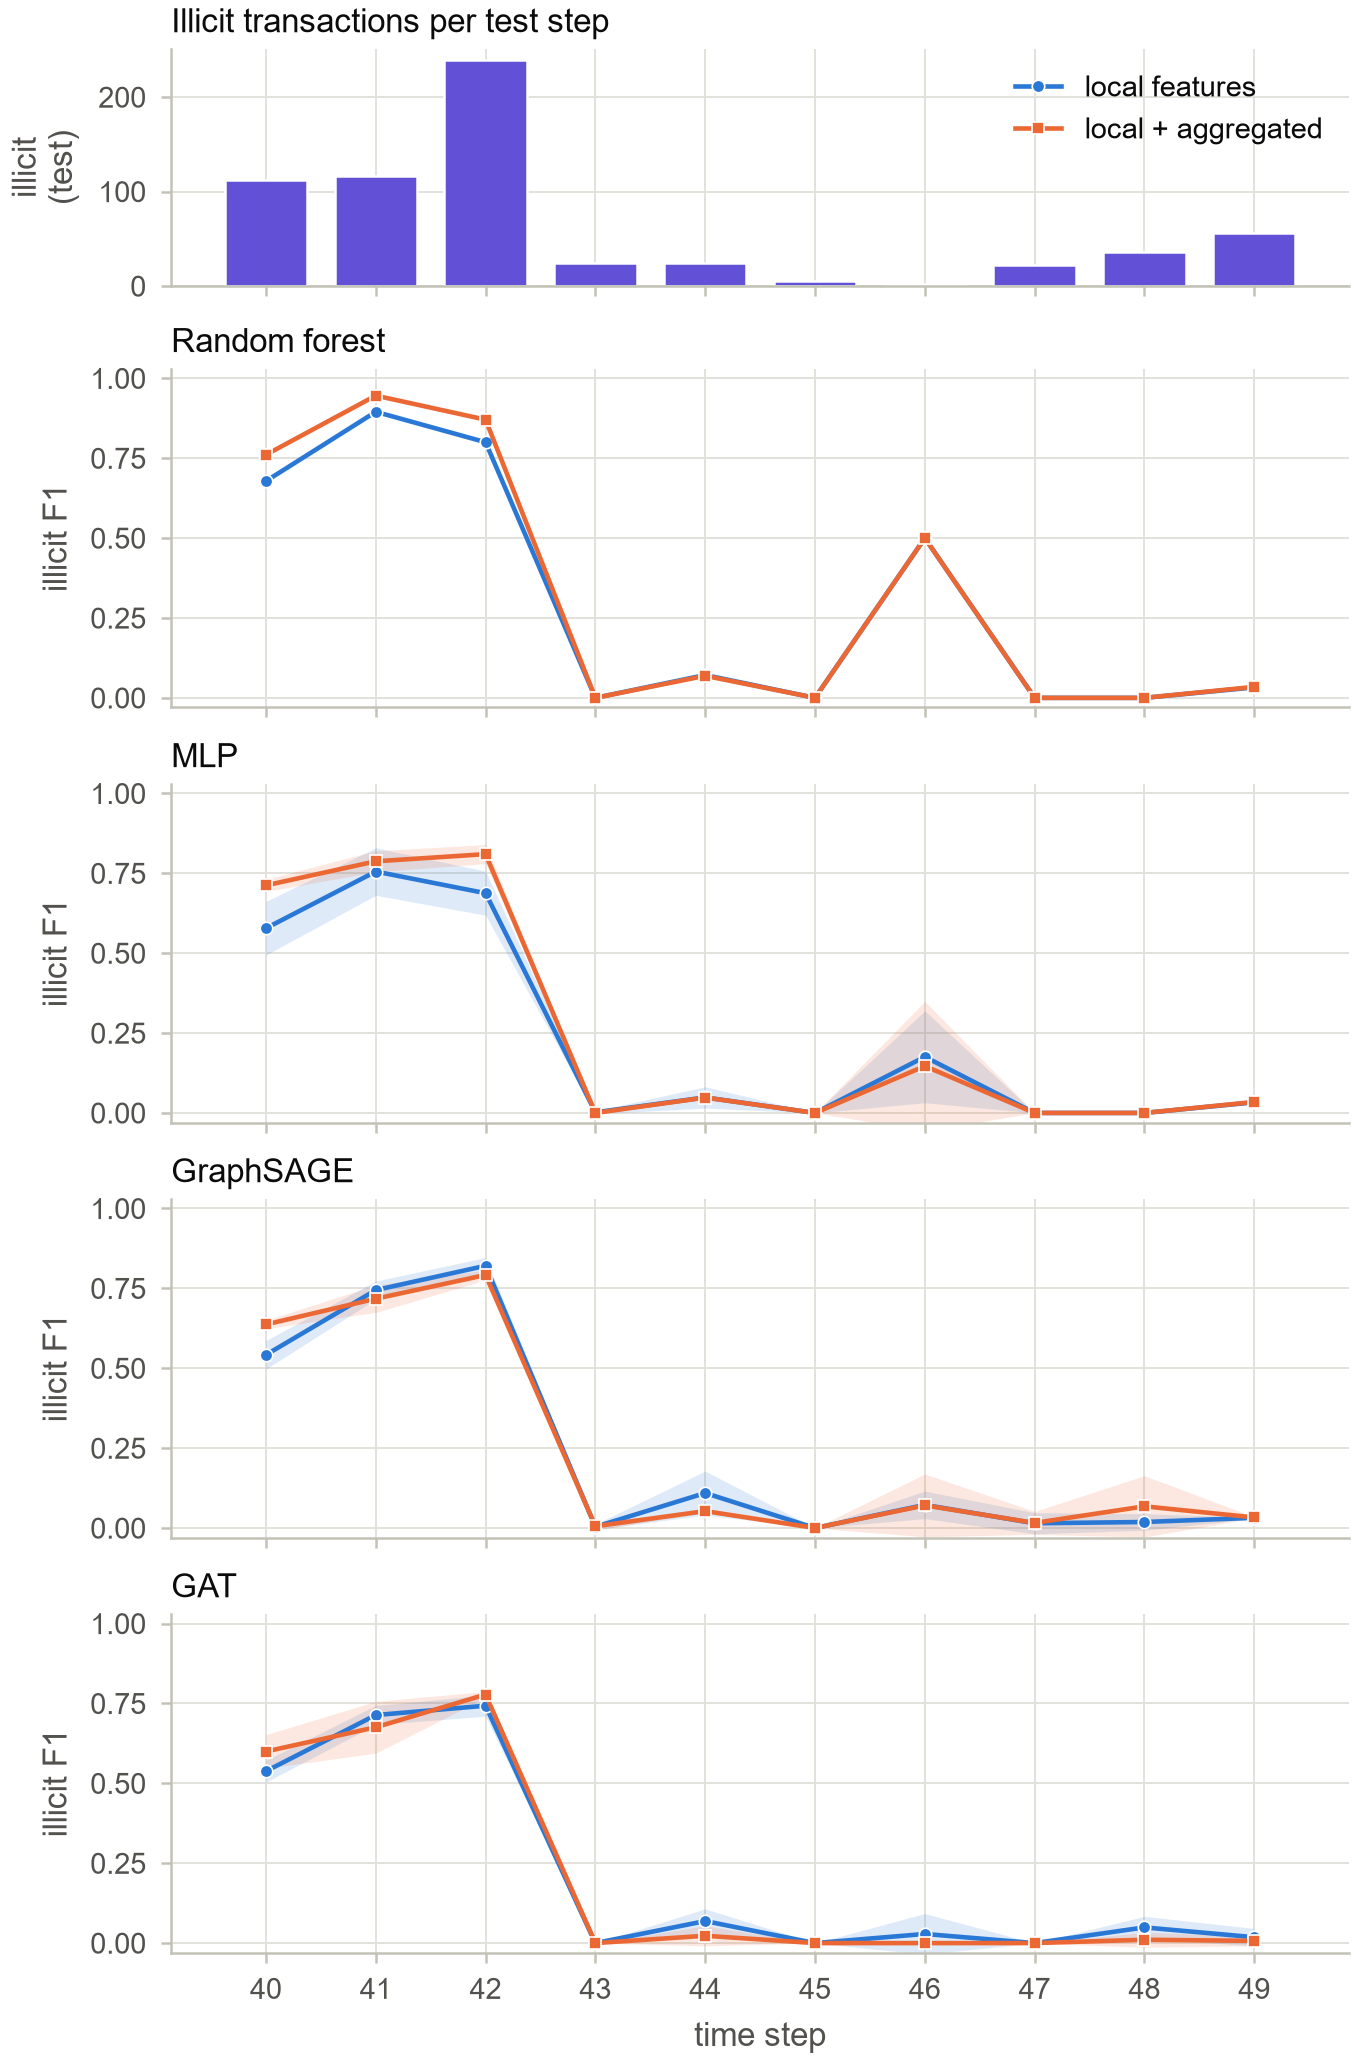 Illicit transactions per test step
illicit
(test)
200
100
0
local features
local + aggregated
Random forest
illicit F1
1.00
0.75
0.50
0.25
0.00
MLP
illicit F1
1.00
0.75
0.50
0.25
0.00
GraphSAGE
illicit F1
1.00
0.75
0.50
0.25
0.00
GAT
illicit F1
1.00
0.75
0.50
0.25
0.00
40 41 42 43 44 45 46 47 48 49
time step